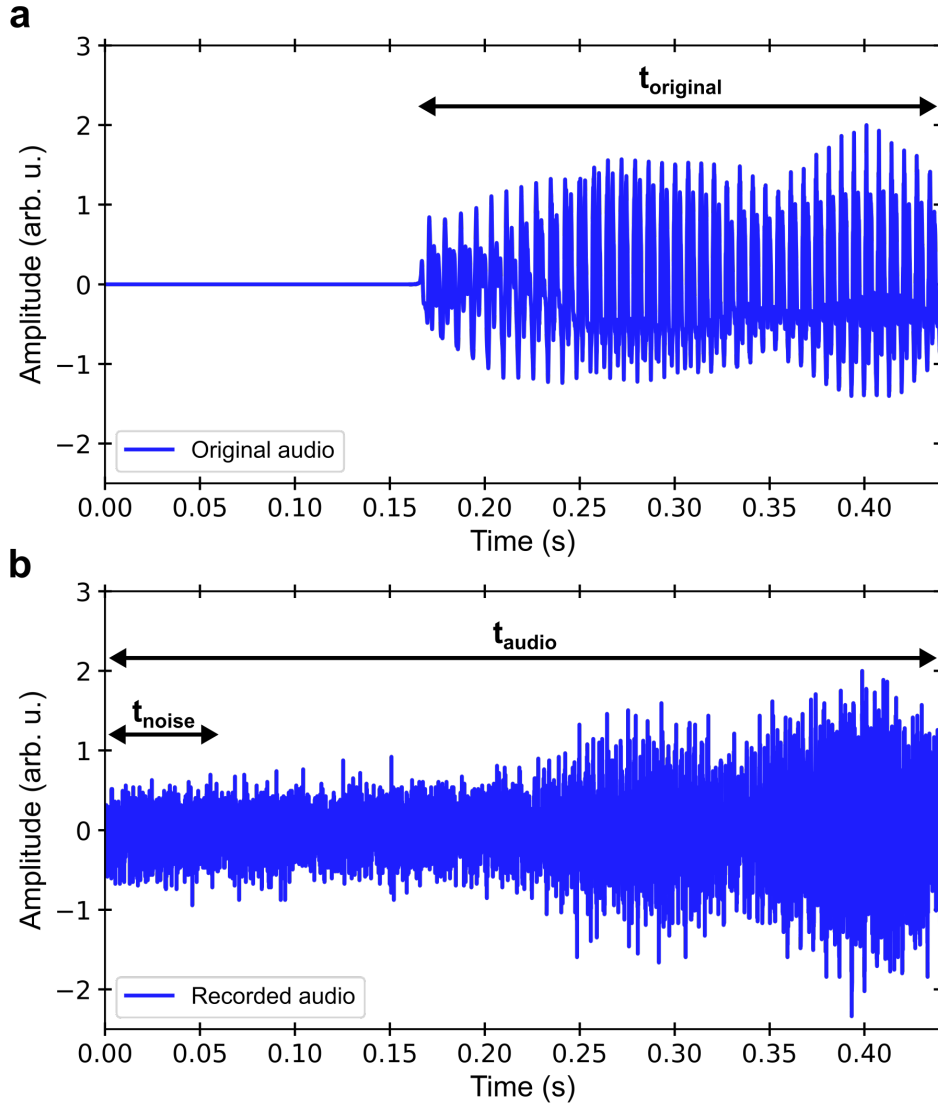 a
3
2
1
0
−1
−2
Amplitude (arb. u.)
t_original
Original audio
0.00 0.05 0.10 0.15 0.20 0.25 0.30 0.35 0.40
Time (s)
b
3
2
1
0
−1
−2
Amplitude (arb. u.)
t_audio
t_noise
Recorded audio
0.00 0.05 0.10 0.15 0.20 0.25 0.30 0.35 0.40
Time (s)